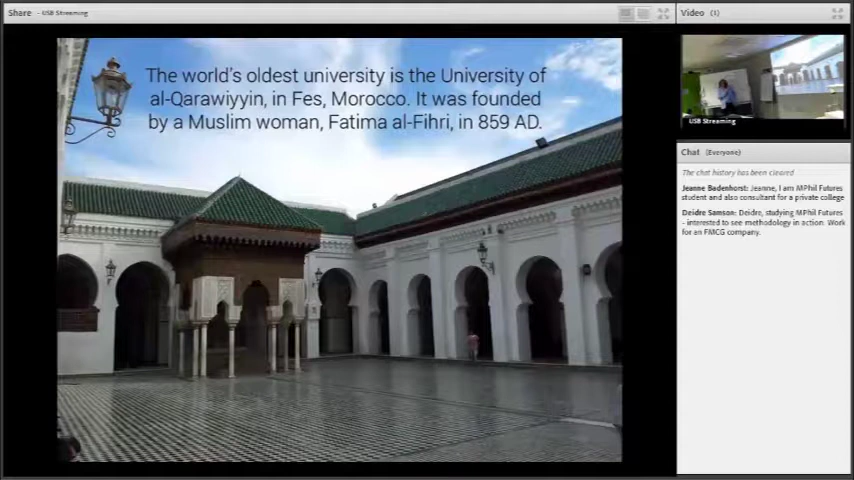 Share - USB Streaming
The world's oldest university is the University of
al-Qarawiyyin, in Fes, Morocco. It was founded
by a Muslim woman, Fatima al-Fihri, in 859 AD.
Video (1)
USB Streaming
Chat (Everyone)
The chat history has been cleared
Jeanne Badenhorst: Jeanne, I am MPhil Futures
student and also consultant for a private college
Deidre Samson: Deidre, studying MPhil Futures
- interested to see methodology in action. Work
for an FMCG company.